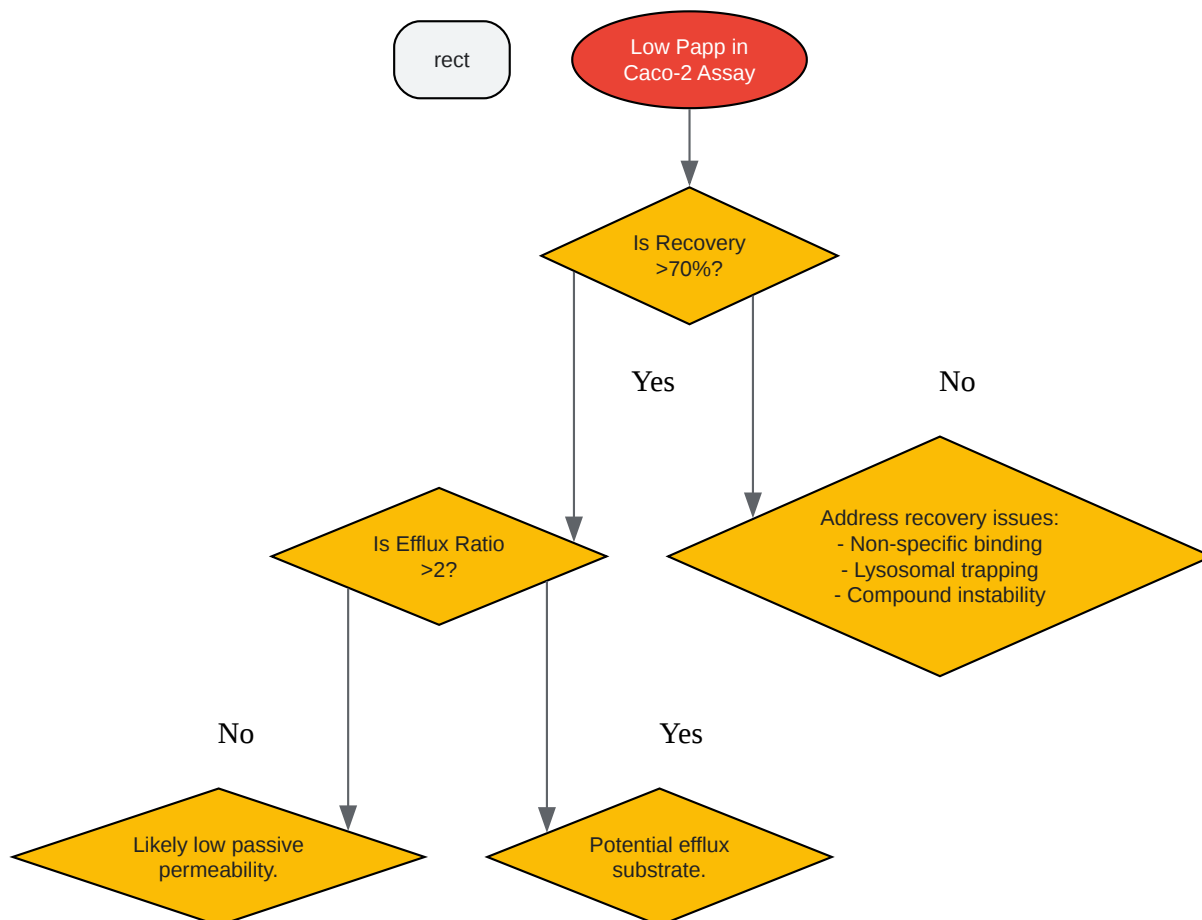 rect
Low Papp in
Caco-2 Assay
Is Recovery
>70%?
Yes
No
Is Efflux Ratio
>2?
Address recovery issues:
- Non-specific binding
- Lysosomal trapping
- Compound instability
No
Yes
Likely low passive
permeability.
Potential efflux
substrate.